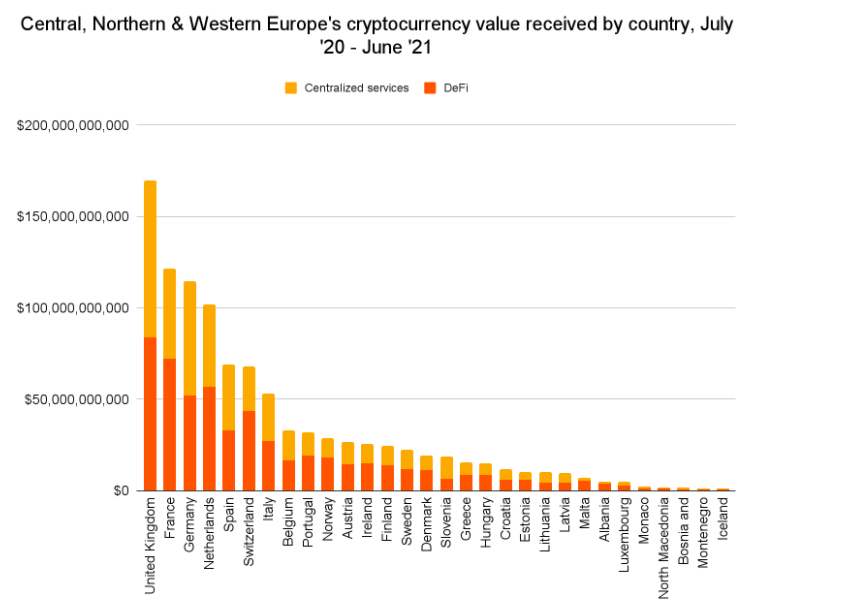 Central, Northern & Western Europe's cryptocurrency value received by country, July
'20 - June '21
Centralized services
DeFi
$200,000,000,000
$150,000,000,000
$100,000,000,000
$50,000,000,000
$0
United Kingdom
France
Germany
Netherlands
Spain
Switzerland
Italy
Belgium
Portugal
Norway
Austria
Ireland
Finland
Sweden
Denmark
Slovenia
Greece
Hungary
Croatia
Estonia
Lithuania
Latvia
Malta
Albania
Luxembourg
Monaco
North Macedonia
Bosnia and
Montenegro
Iceland